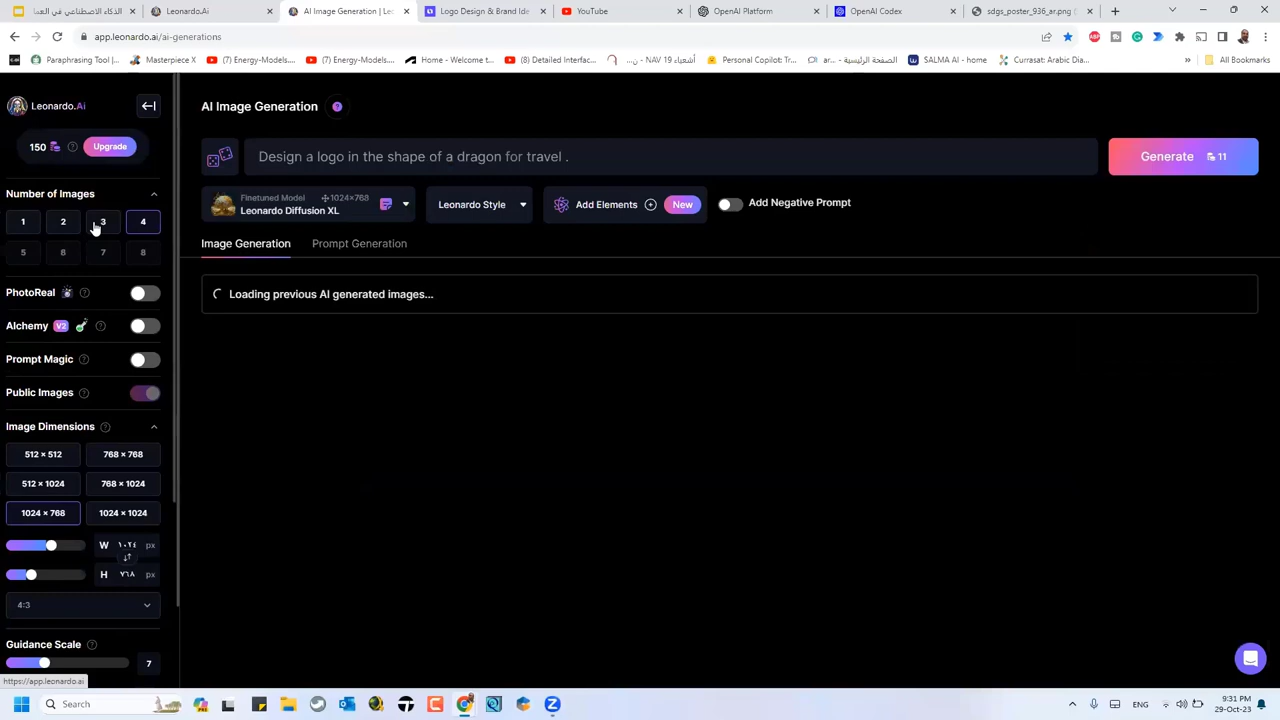 الذكاء الاصطناعي في العما
Leonardo.Ai
AI Image Generation | Leo
Logo Design & Brand Ide
YouTube
OpenAI Platform
OpenAI Codex
sdgs_poster_936_ar.png (
app.leonardo.ai/ai-generations
Paraphrasing Tool |...
Masterpiece X
(7) Energy-Models....
(7) Energy-Models....
Home - Welcome t...
(8) Detailed Interfac...
أشعياء 19 NAV - ن...
Personal Copilot: T...
الصفحة الرئيسية - ar...
SALMA AI - home
Currasat: Arabic Dia...
All Bookmarks
Leonardo.Ai
150
Upgrade
Number of Images
1 2 3 4
5 6 7 8
PhotoReal
Alchemy V2
Prompt Magic
Public Images
Image Dimensions
512 × 512 768 × 768
512 × 1024 768 × 1024
1024 × 768 1024 × 1024
W ١٠٢٤ px
H ٧٦٨ px
4:3
Guidance Scale
7
https://app.leonardo.ai
AI Image Generation
Design a logo in the shape of a dragon for travel .
Generate 11
Finetuned Model 1024×768
Leonardo Diffusion XL
Leonardo Style
Add Elements
New
Add Negative Prompt
Image Generation
Prompt Generation
Loading previous AI generated images...
Search
ENG
9:31 PM
29-Oct-23